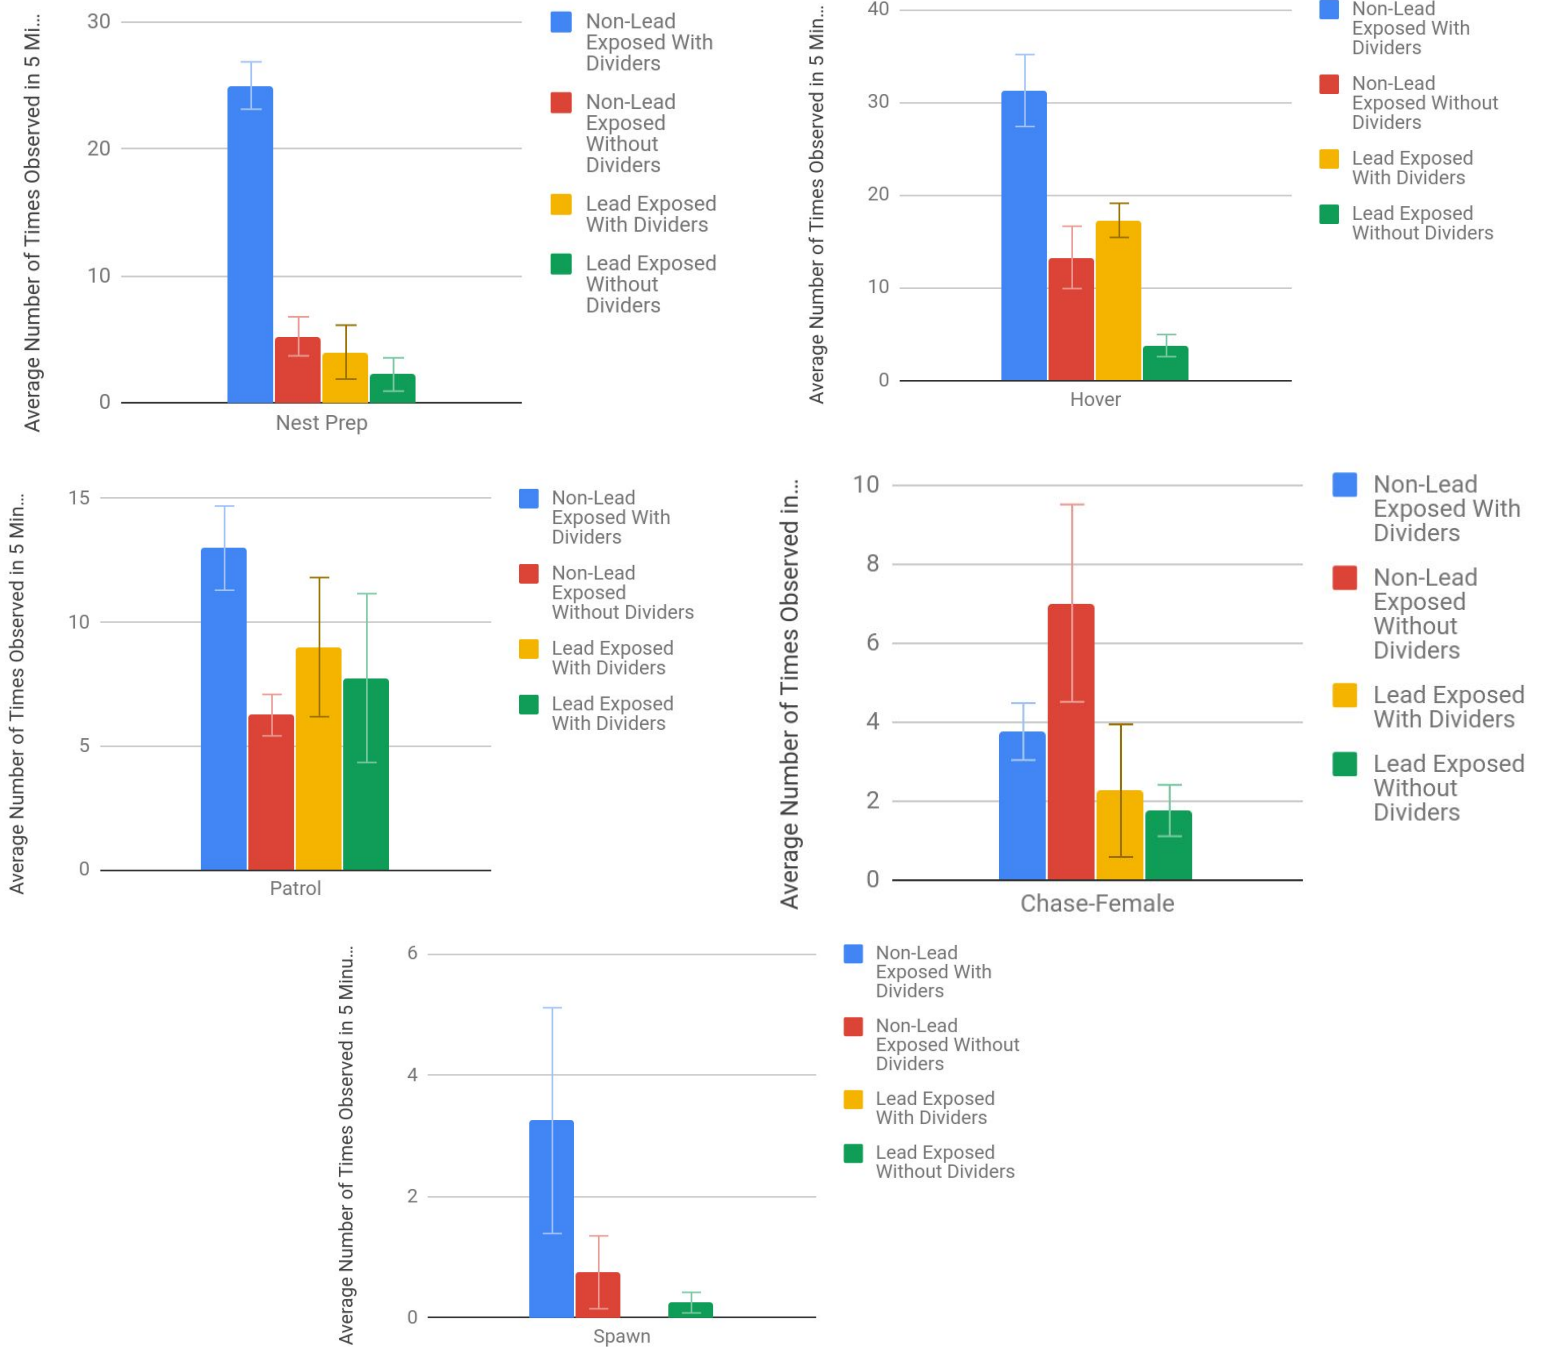 Average Number of Times Observed in 5 Mi...
30
20
10
0
Nest Prep
Non-Lead
Exposed With
Dividers
Non-Lead
Exposed
Without
Dividers
Lead Exposed
With Dividers
Lead Exposed
Without
Dividers
Average Number of Times Observed in 5 Min...
40
30
20
10
0
Hover
Non-Lead
Exposed With
Dividers
Non-Lead
Exposed Without
Dividers
Lead Exposed
With Dividers
Lead Exposed
Without Dividers
Average Number of Times Observed in 5 Min...
15
10
5
0
Patrol
Non-Lead
Exposed With
Dividers
Non-Lead
Exposed
Without Dividers
Lead Exposed
With Dividers
Lead Exposed
With Dividers
Average Number of Times Observed in...
10
8
6
4
2
0
Chase-Female
Non-Lead
Exposed With
Dividers
Non-Lead
Exposed
Without
Dividers
Lead Exposed
With Dividers
Lead Exposed
Without
Dividers
Average Number of Times Observed in 5 Minu...
6
4
2
0
Spawn
Non-Lead
Exposed With
Dividers
Non-Lead
Exposed Without
Dividers
Lead Exposed
With Dividers
Lead Exposed
Without Dividers